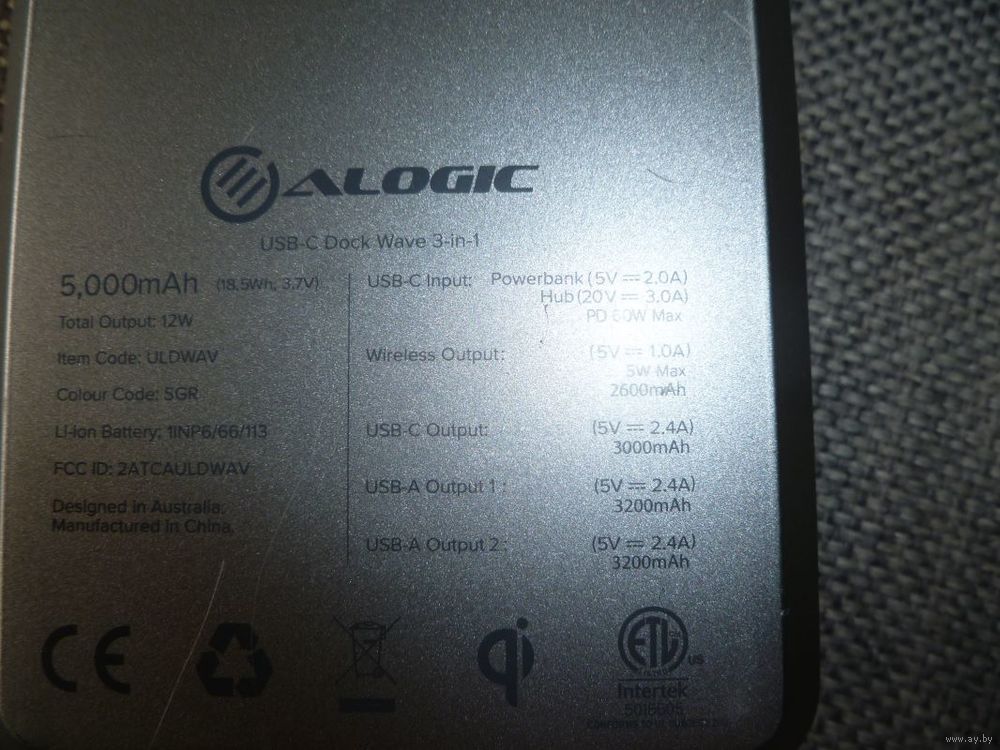 ALOGIC
USB-C Dock Wave 3-in-1
5,000mAh (18.5Wh, 3.7V)
Total Output: 12W
Item Code: ULDWAV
Colour Code: SGR
Li-Ion Battery: 1INP6/66/113
FCC ID: 2ATCAULDWAV
Designed in Australia.
Manufactured in China.
USB-C Input: Powerbank (5V ⎓ 2.0A)
Hub (20V ⎓ 3.0A)
PD 60W Max
Wireless Output: (5V ⎓ 1.0A)
5W Max
2600mAh
USB-C Output: (5V ⎓ 2.4A)
3000mAh
USB-A Output 1 : (5V ⎓ 2.4A)
3200mAh
USB-A Output 2 : (5V ⎓ 2.4A)
3200mAh
CE
qi
ETL
US
Intertek
www.ay.by